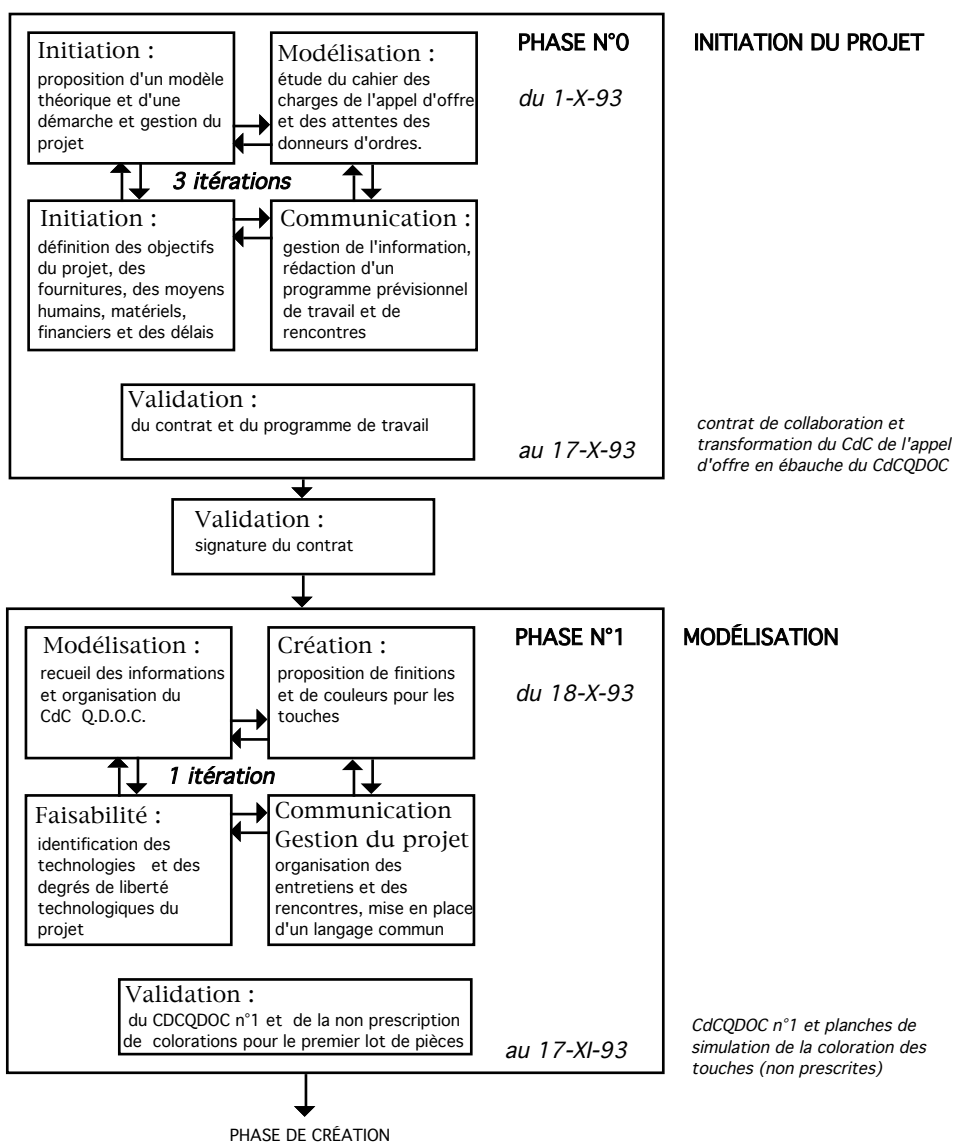 PHASE N°0
INITIATION DU PROJET
du 1-X-93
Initiation :
proposition d'un modèle
théorique et d'une
démarche et gestion du
projet
Modélisation :
étude du cahier des
charges de l'appel d'offre
et des attentes des
donneurs d'ordres.
3 itérations
Initiation :
définition des objectifs
du projet, des
fournitures, des moyens
humains, matériels,
financiers et des délais
Communication :
gestion de l'information,
rédaction d'un
programme prévisionnel
de travail et de
rencontres
Validation :
du contrat et du programme de travail
au 17-X-93
contrat de collaboration et
transformation du CdC de l'appel
d'offre en ébauche du CdCQDOC
Validation :
signature du contrat
PHASE N°1
MODÉLISATION
du 18-X-93
Modélisation :
recueil des informations
et organisation du
CdC Q.D.O.C.
Création :
proposition de finitions
et de couleurs pour les
touches
1 itération
Faisabilité :
identification des
technologies et des
degrés de liberté
technologiques du
projet
Communication
Gestion du projet
organisation des
entretiens et des
rencontres, mise en place
d'un langage commun
Validation :
du CDCQDOC n°1 et de la non prescription
de colorations pour le premier lot de pièces
au 17-XI-93
CdCQDOC n°1 et planches de
simulation de la coloration des
touches (non prescrites)
PHASE DE CRÉATION